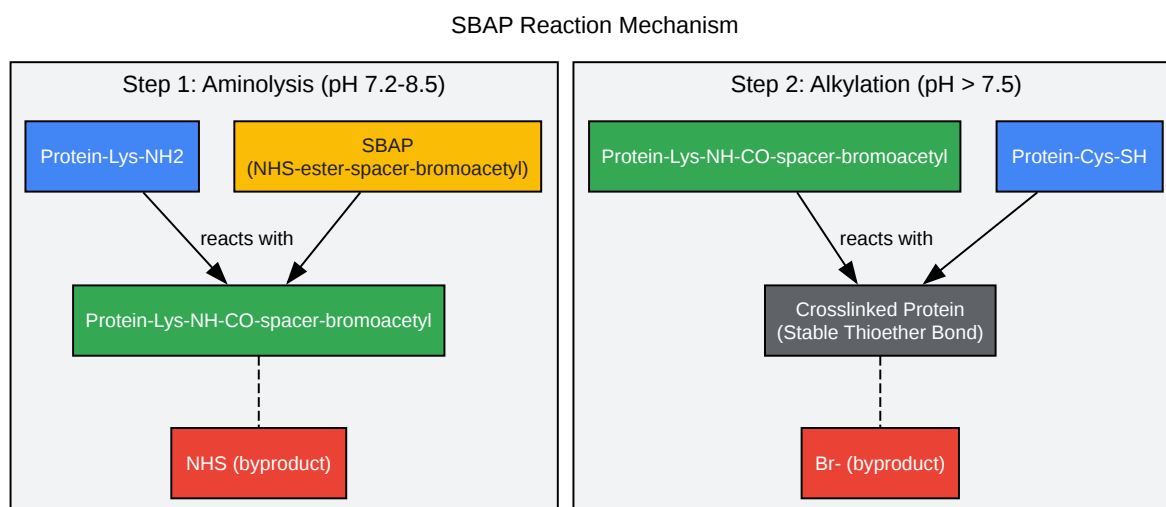 SBAP Reaction Mechanism
Step 1: Aminolysis (pH 7.2-8.5)
Protein-Lys-NH2
SBAP
(NHS-ester-spacer-bromoacetyl)
reacts with
Protein-Lys-NH-CO-spacer-bromoacetyl
NHS (byproduct)
Step 2: Alkylation (pH > 7.5)
Protein-Lys-NH-CO-spacer-bromoacetyl
Protein-Cys-SH
reacts with
Crosslinked Protein
(Stable Thioether Bond)
Br- (byproduct)